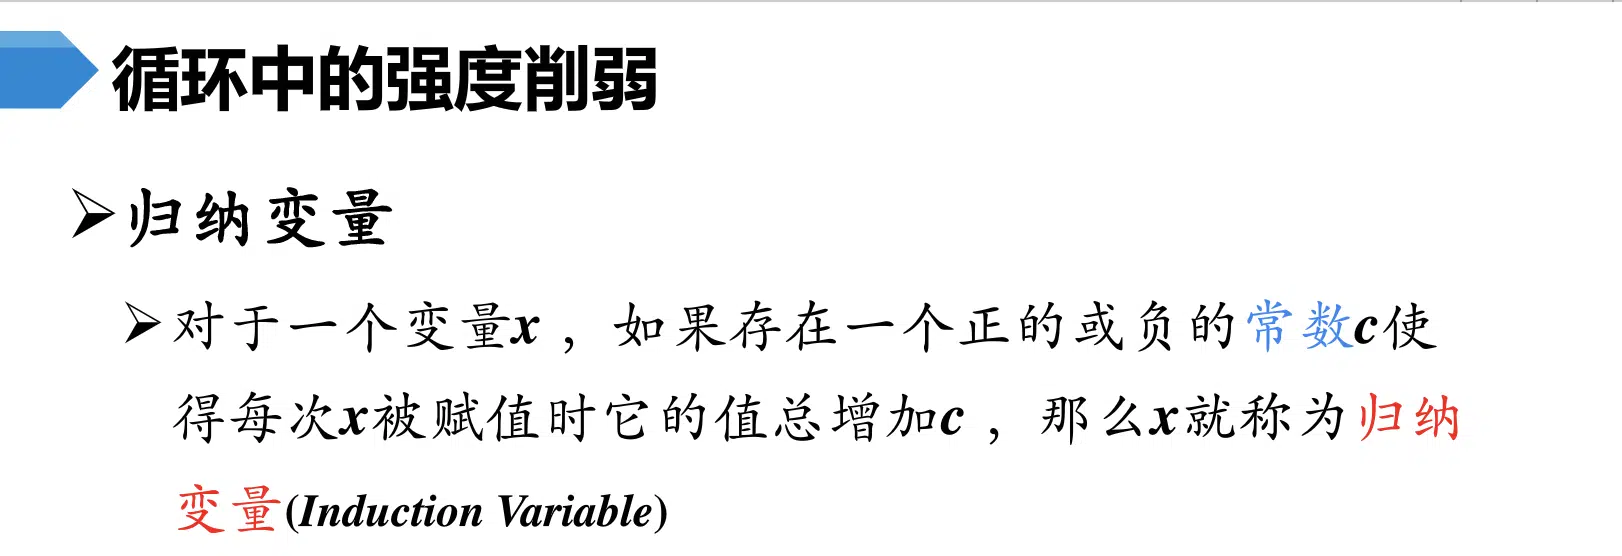 循环中的强度削弱
归纳变量
对于一个变量x，如果存在一个正的或负的常数c使
得每次x被赋值时它的值总增加c，那么x就称为归纳
变量(Induction Variable)